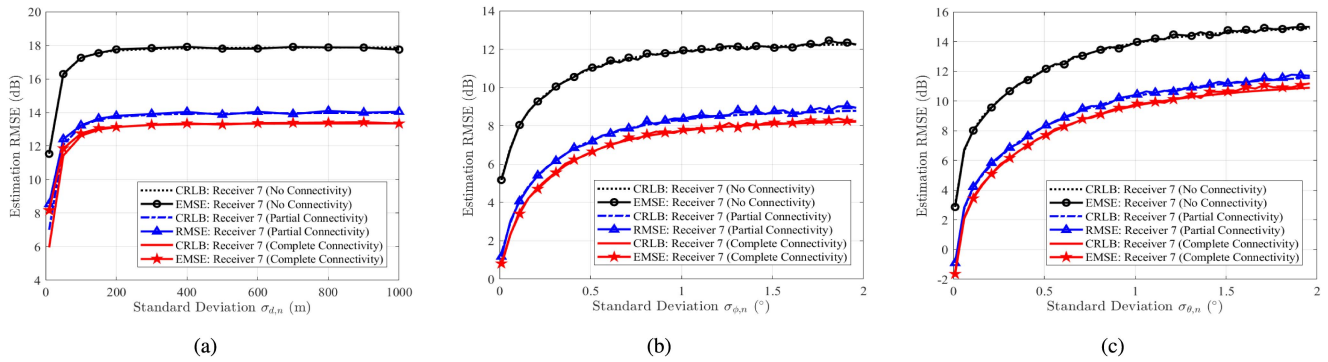 20
18
16
14
12
10
8
6
4
Estimation RMSE (dB)
CRLB: Receiver 7 (No Connectivity)
EMSE: Receiver 7 (No Connectivity)
CRLB: Receiver 7 (Partial Connectivity)
RMSE: Receiver 7 (Partial Connectivity)
CRLB: Receiver 7 (Complete Connectivity)
EMSE: Receiver 7 (Complete Connectivity)
0 200 400 600 800 1000
Standard Deviation σ_{d,n} (m)
(a)
14
12
10
8
6
4
2
0
Estimation RMSE (dB)
CRLB: Receiver 7 (No Connectivity)
EMSE: Receiver 7 (No Connectivity)
CRLB: Receiver 7 (Partial Connectivity)
RMSE: Receiver 7 (Partial Connectivity)
CRLB: Receiver 7 (Complete Connectivity)
EMSE: Receiver 7 (Complete Connectivity)
0 0.5 1 1.5 2
Standard Deviation σ_{ϕ,n} (°)
(b)
16
14
12
10
8
6
4
2
0
-2
Estimation RMSE (dB)
CRLB: Receiver 7 (No Connectivity)
EMSE: Receiver 7 (No Connectivity)
CRLB: Receiver 7 (Partial Connectivity)
RMSE: Receiver 7 (Partial Connectivity)
CRLB: Receiver 7 (Complete Connectivity)
EMSE: Receiver 7 (Complete Connectivity)
0 0.5 1 1.5 2
Standard Deviation σ_{θ,n} (°)
(c)